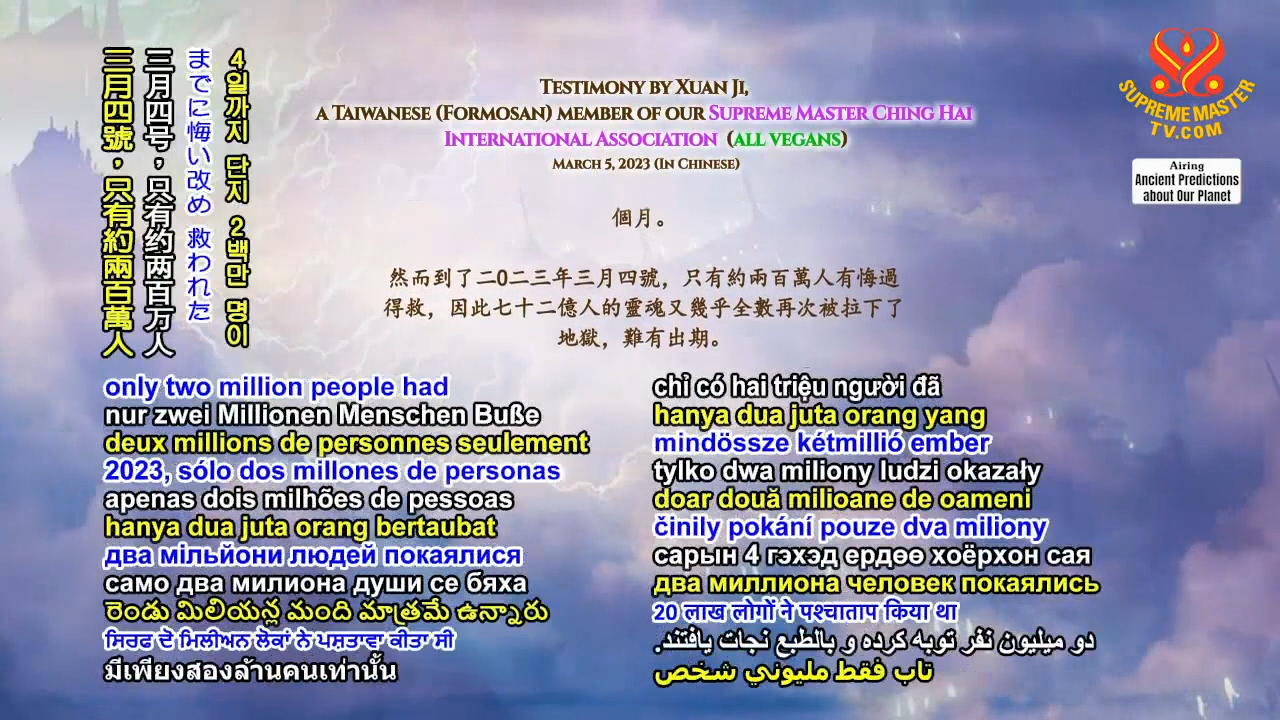 三月四號，只有約兩百萬人
三月四号，只有约两百万人
までに悔い改め 救われた
4일까지 단지 2백만 명이
Testimony by Xuan Ji,
a Taiwanese (Formosan) member of our Supreme Master Ching Hai
International Association (all vegans)
March 5, 2023 (In Chinese)
SUPREME MASTER
TV.COM
Airing
Ancient Predictions
about Our Planet
個月。
然而到了二0二三年三月四號，只有約兩百萬人有悔過
得救，因此七十二億人的靈魂又幾乎全數再次被拉下了
地獄，難有出期。
only two million people had
nur zwei Millionen Menschen Buße
deux millions de personnes seulement
2023, sólo dos millones de personas
apenas dois milhões de pessoas
hanya dua juta orang bertaubat
два мільйони людей покаялися
само два милиона души се бяха
రెండు మిలియన్ల మంది మాత్రమే ఉన్నారు
ਸਿਰਫ ਦੋ ਮਿਲੀਅਨ ਲੋਕਾਂ ਨੇ ਪਸ਼ਤਾਵਾ ਕੀਤਾ ਸੀ
มีเพียงสองล้านคนเท่านั้น
chỉ có hai triệu người đã
hanya dua juta orang yang
mindössze kétmillió ember
tylko dwa miliony ludzi okazały
doar două milioane de oameni
činily pokání pouze dva miliony
сарын 4 гэхэд ердөө хоёрхон сая
два миллиона человек покаялись
20 लाख लोगों ने पश्चाताप किया था
دو میلیون نفر توبه کرده و بالطبع نجات یافتند.
تاب فقط مليوني شخص